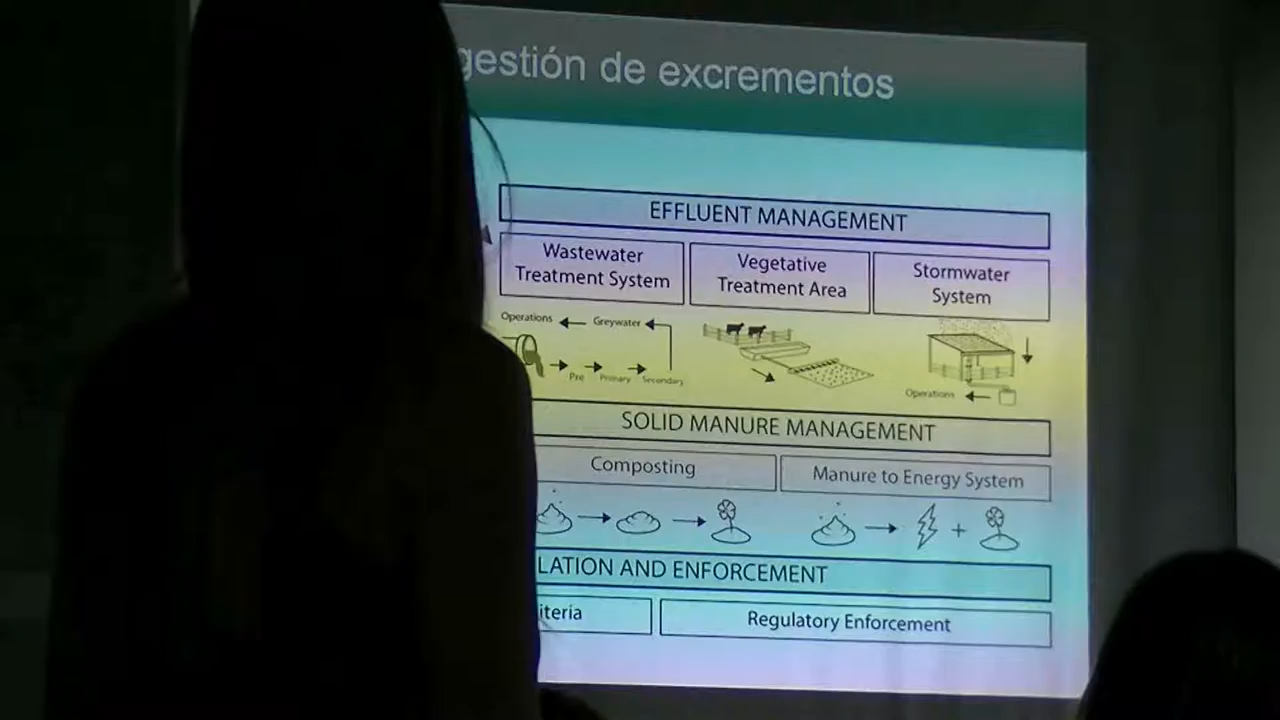 gestión de excrementos
EFFLUENT MANAGEMENT
Wastewater
Treatment System
Vegetative
Treatment Area
Stormwater
System
Operations
Greywater
Pre
Primary
Secondary
Operations
SOLID MANURE MANAGEMENT
Composting
Manure to Energy System
LATION AND ENFORCEMENT
iteria
Regulatory Enforcement